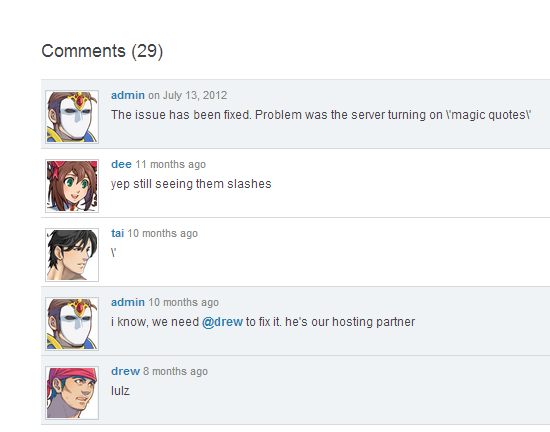 Comments (29)
admin on July 13, 2012
The issue has been fixed. Problem was the server turning on \'magic quotes\'
dee 11 months ago
yep still seeing them slashes
tai 10 months ago
\'
admin 10 months ago
i know, we need @drew to fix it. he's our hosting partner
drew 8 months ago
lulz